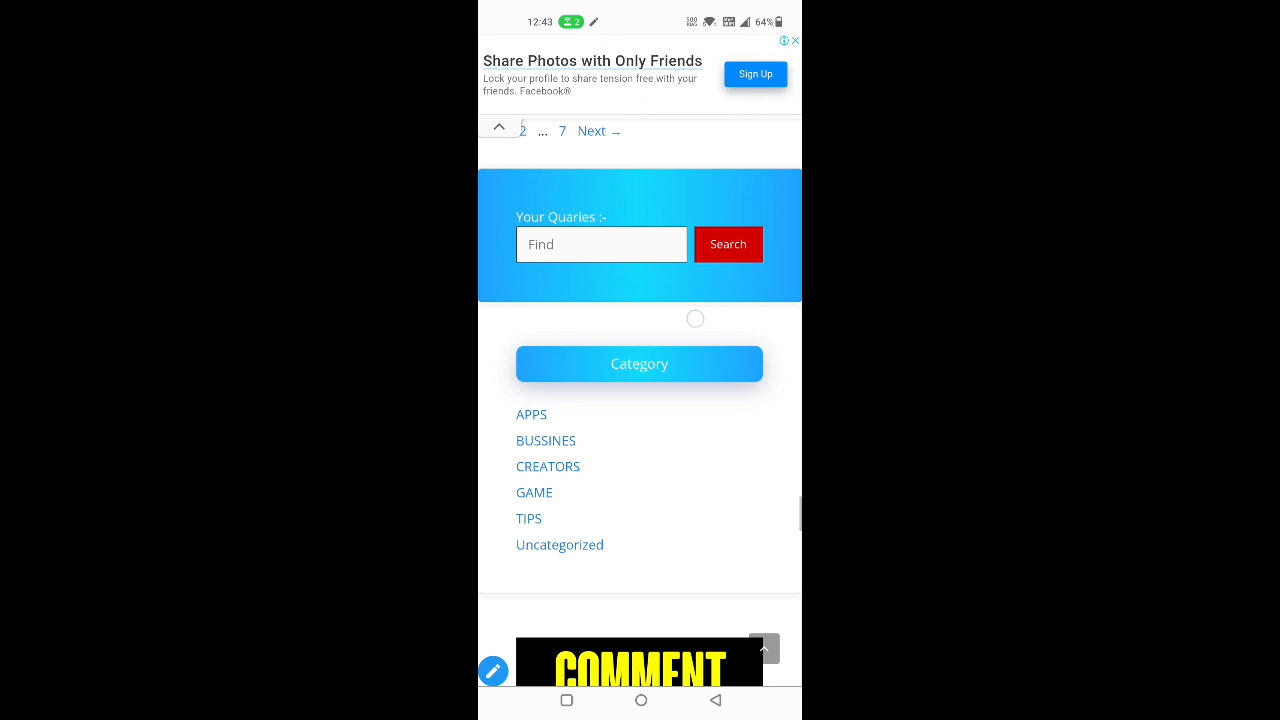 12:43 2 64%
Share Photos with Only Friends
Lock your profile to share tension free with your
friends. Facebook®
Sign Up
2 ... 7 Next →
Your Quaries :-
Find
Search
Category
APPS
BUSSINES
CREATORS
GAME
TIPS
Uncategorized
COMMENT